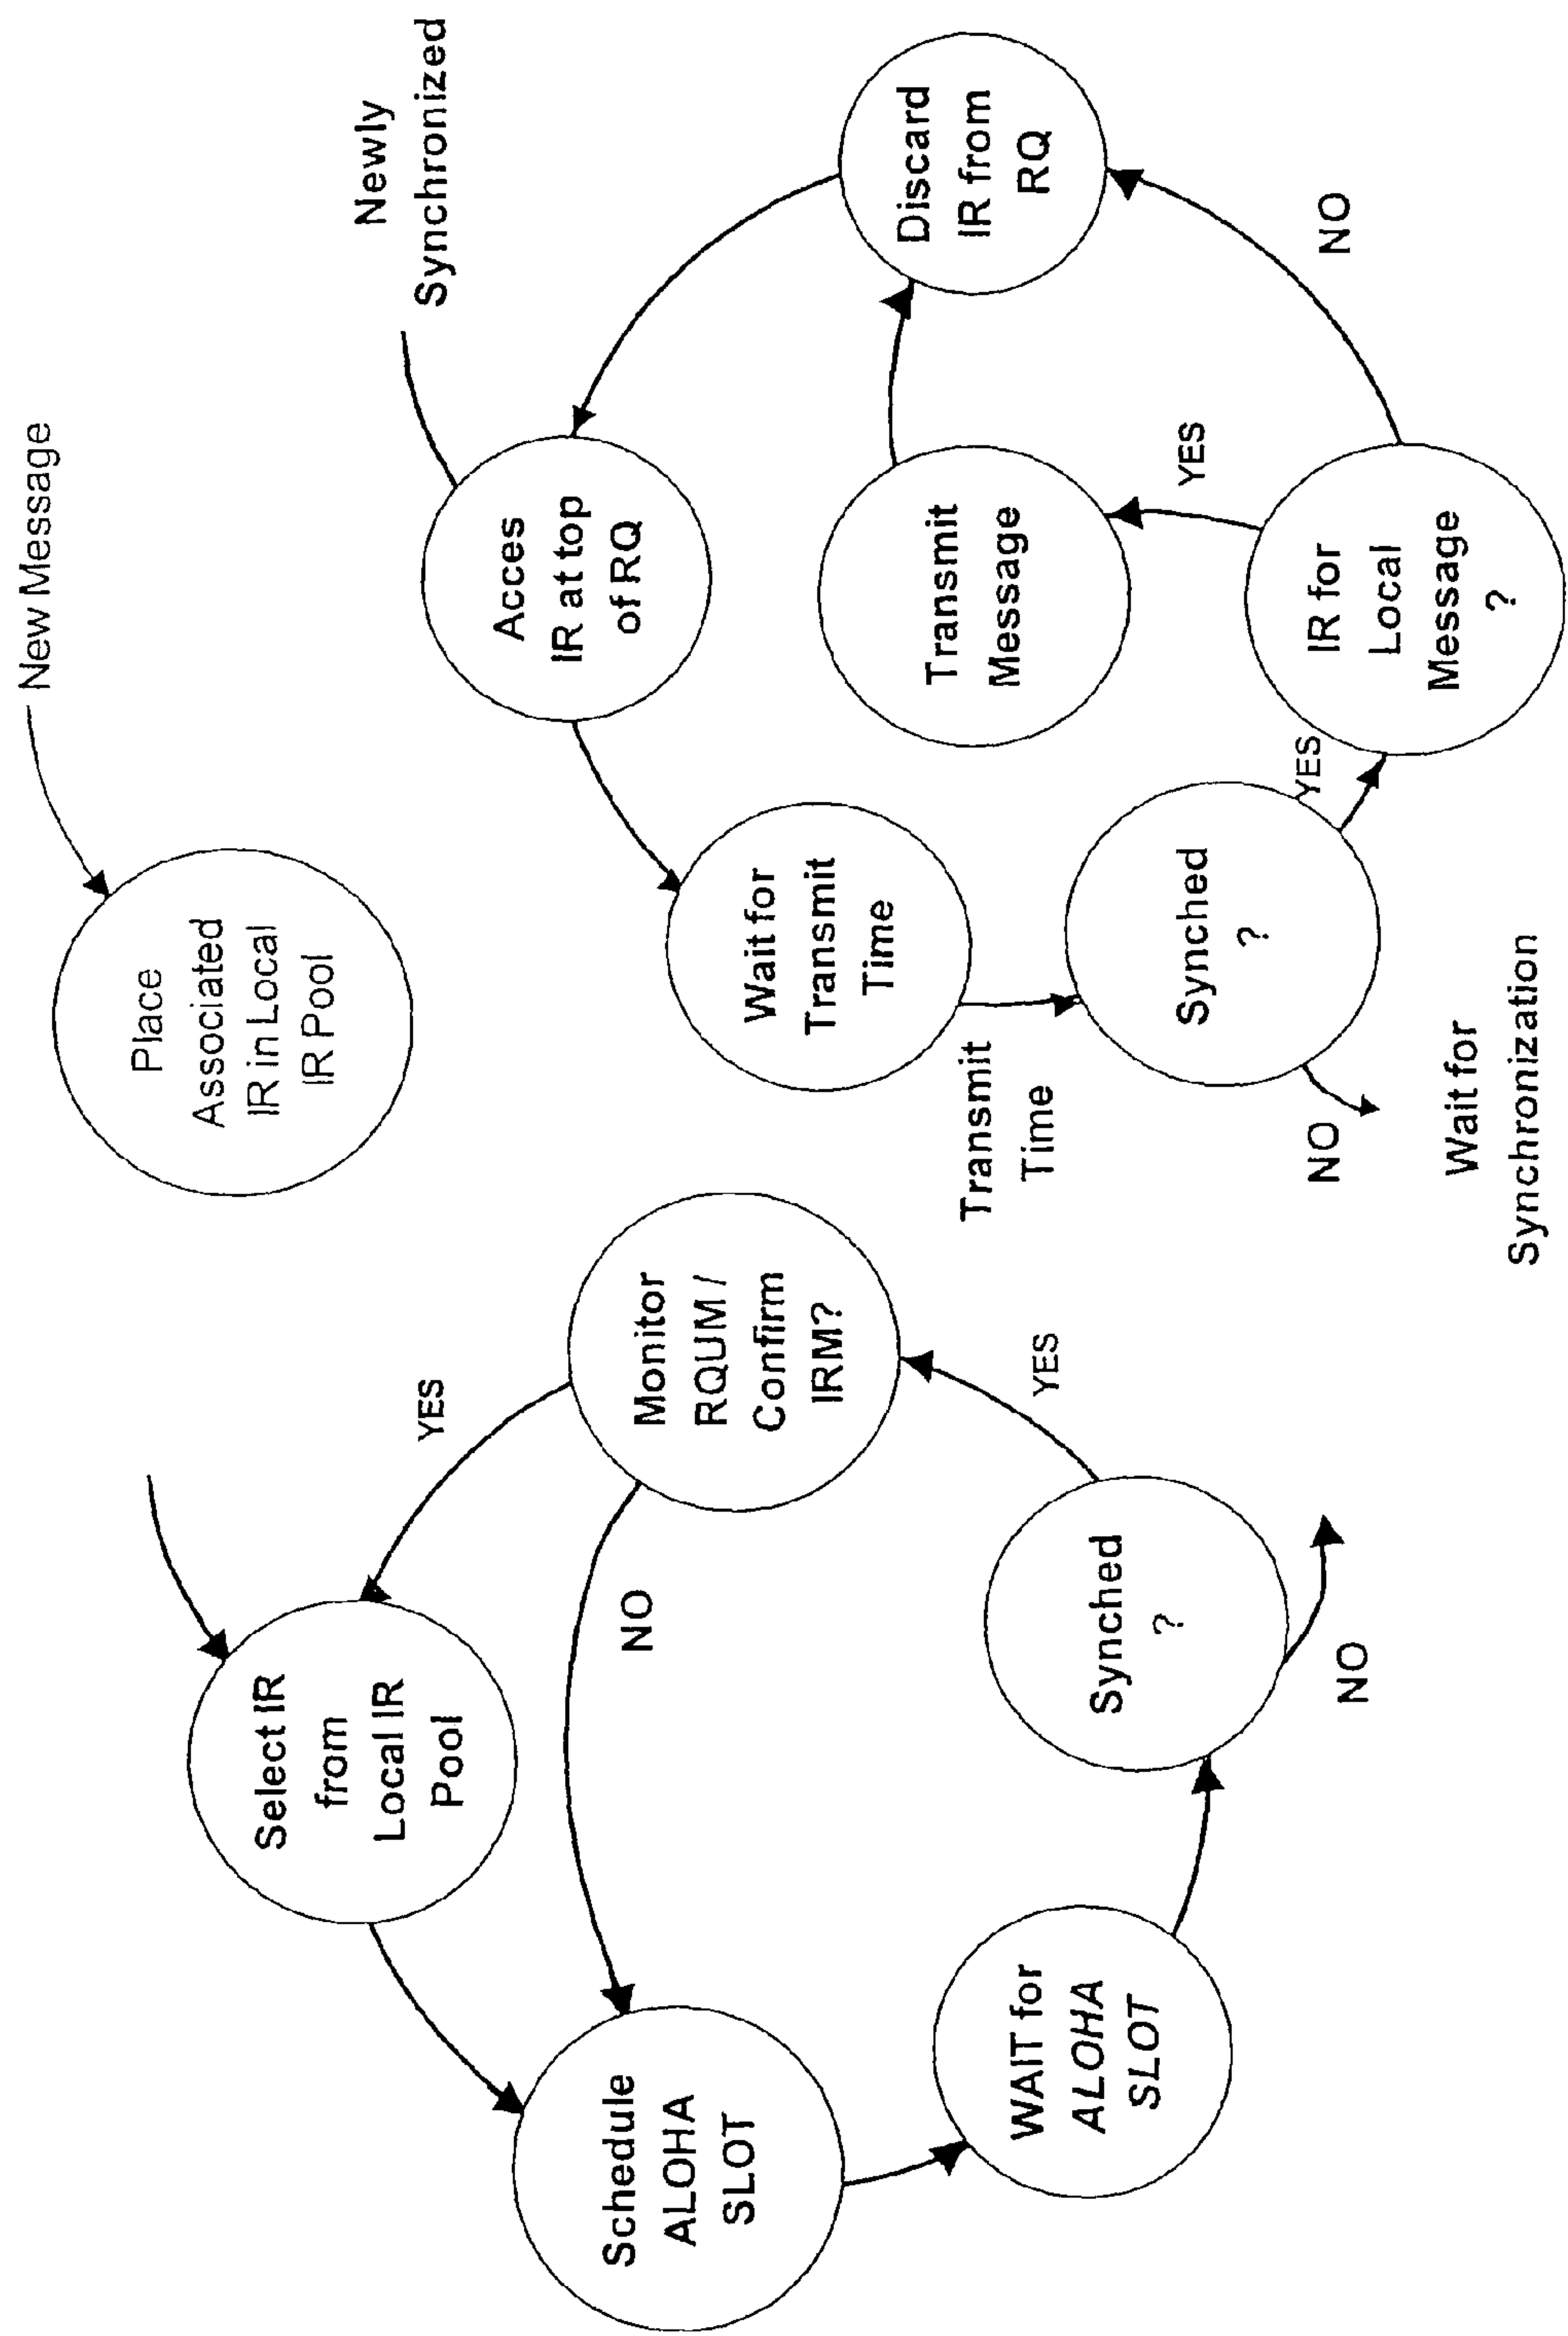 New Message
Place
Associated
IR in Local
IR Pool
YES
Select IR
from
Local IR
Pool
Monitor
RQUM /
Confirm
IRM?
NO
Schedule
ALOHA
SLOT
WAIT for
ALOHA
SLOT
Synched
?
YES
NO
Newly
Synchronized
Acces
IR at top
of RQ
Wait for
Transmit
Time
Transmit
Time
Synched
?
NO
Wait for
Synchronization
YES
IR for
Local
Message
?
YES
Transmit
Message
NO
Discard
IR from
RQ